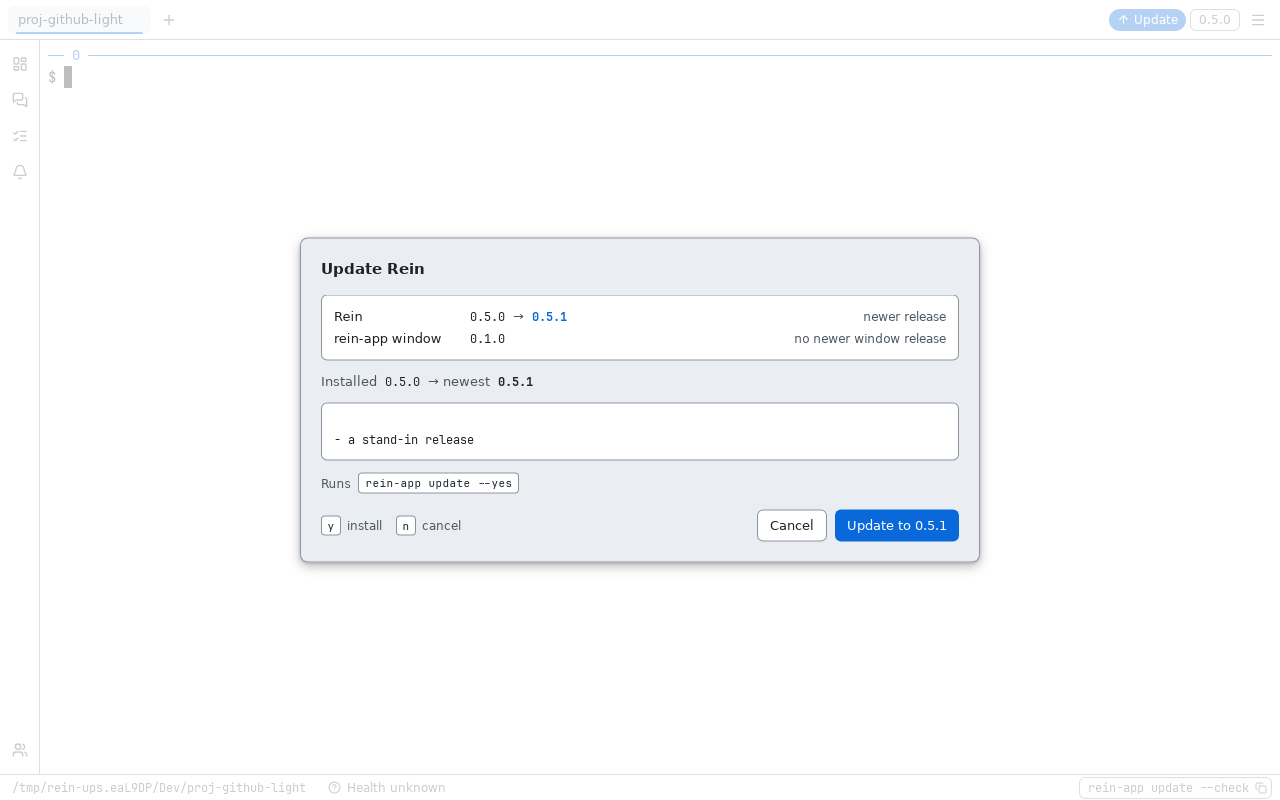 proj-github-light
Update 0.5.0
0
$
Update Rein
Rein 0.5.0 → 0.5.1 newer release
rein-app window 0.1.0 no newer window release
Installed 0.5.0 → newest 0.5.1
- a stand-in release
Runs rein-app update --yes
y install n cancel Cancel Update to 0.5.1
/tmp/rein-ups.eaL9DP/Dev/proj-github-light Health unknown rein-app update --check